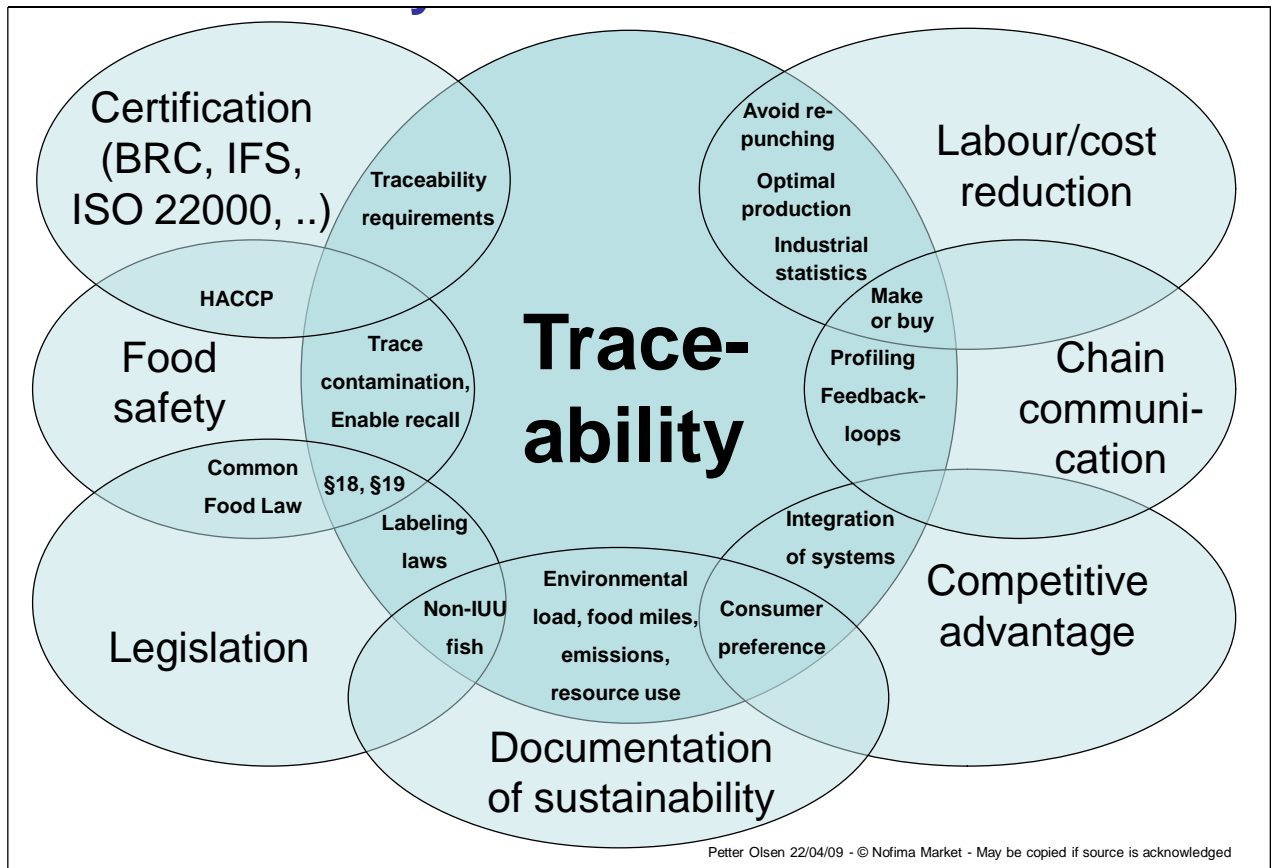 Certification
(BRC, IFS,
ISO 22000, ..)
Traceability
requirements
Avoid re-
punching
Optimal
production
Industrial
statistics
Labour/cost
reduction
HACCP
Make
or buy
Food
safety
Trace
contamination,
Enable recall
Trace-
ability
Profiling
Feedback-
loops
Chain
communi-
cation
Common
Food Law
§18, §19
Labeling
laws
Integration
of systems
Legislation
Non-IUU
fish
Environmental
load, food miles,
emissions,
resource use
Consumer
preference
Competitive
advantage
Documentation
of sustainability
Petter Olsen 22/04/09 - © Nofima Market - May be copied if source is acknowledged